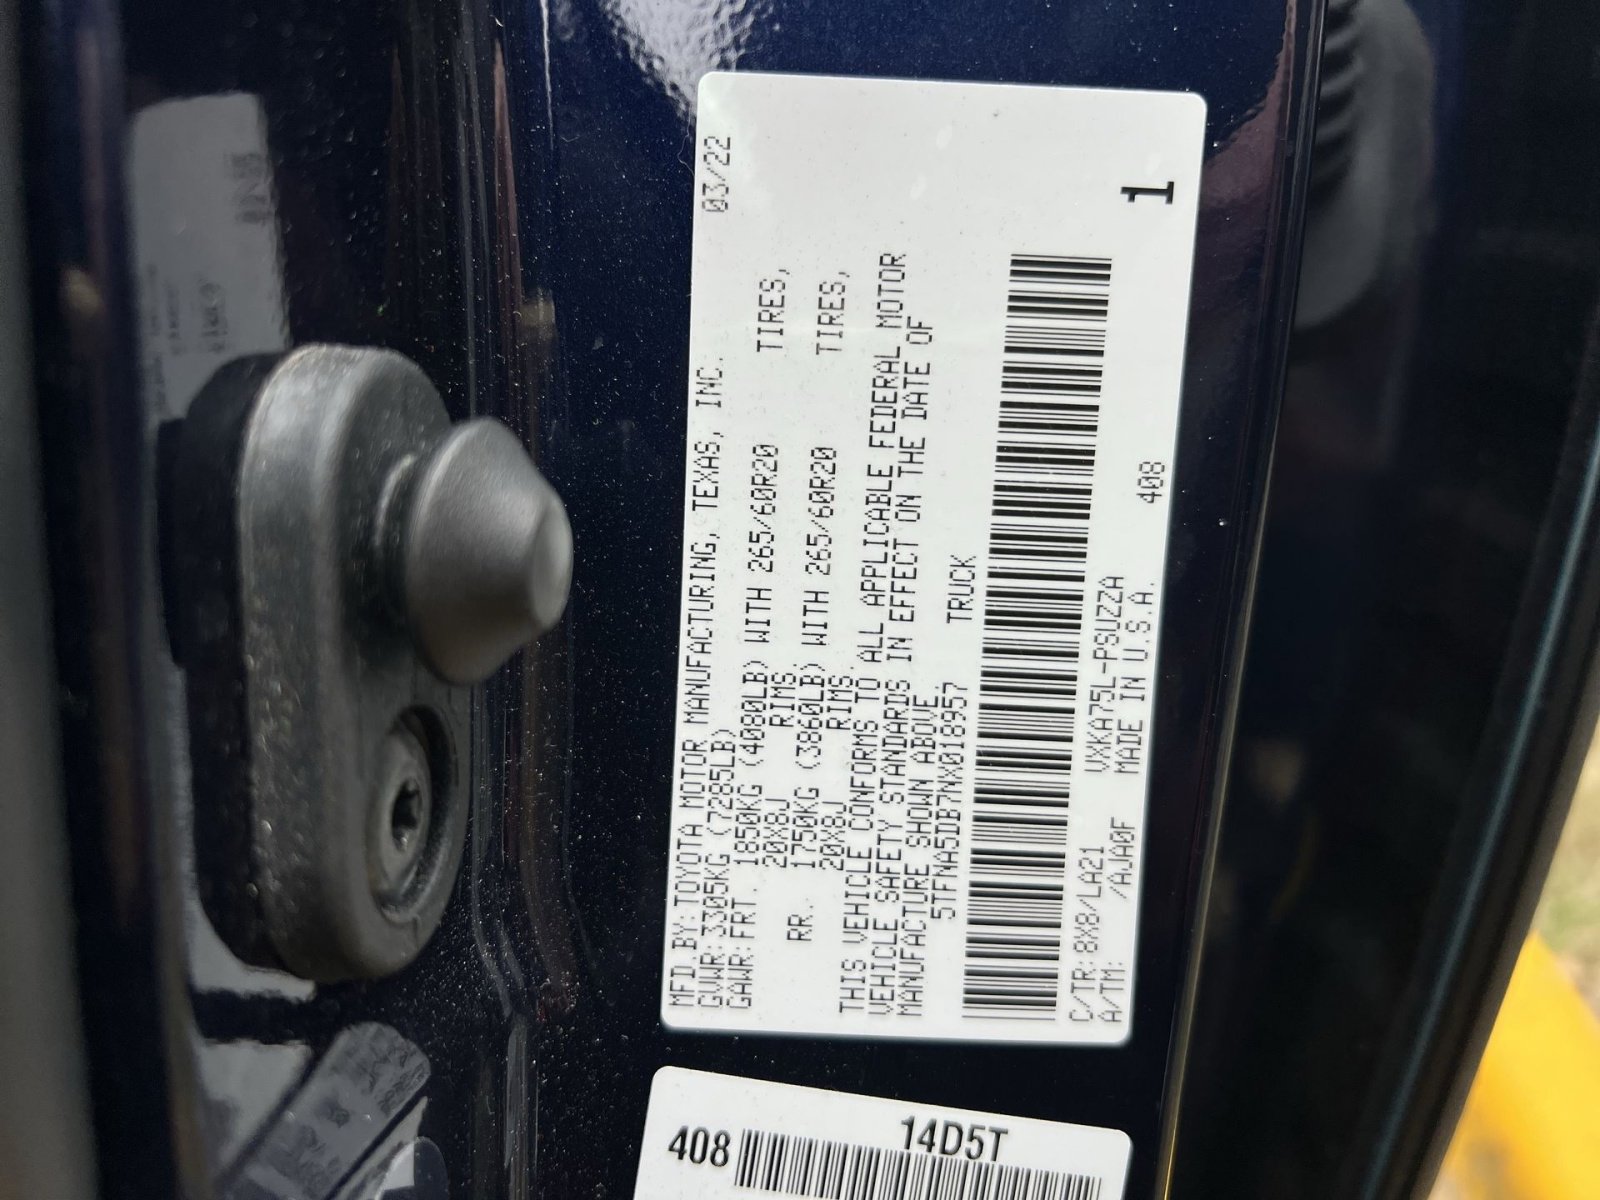 03/22
MFD.BY:TOYOTA MOTOR MANUFACTURING, TEXAS, INC.
GVWR:3305KG (7285LB)
GAWR:FRT. 1850KG (4080LB) WITH 265/60R20 TIRES,
20X8J RIMS,
RR. 1750KG (3860LB) WITH 265/60R20 TIRES,
20X8J RIMS.
THIS VEHICLE CONFORMS TO ALL APPLICABLE FEDERAL MOTOR
VEHICLE SAFETY STANDARDS IN EFFECT ON THE DATE OF
MANUFACTURE SHOWN ABOVE.
5TFNA5DB7NX018957 TRUCK
1
C/TR:8X8/LA21 VXKA75L-PSUZZA
A/TM: /AJA0F MADE IN U.S.A. 408
408
14D5T